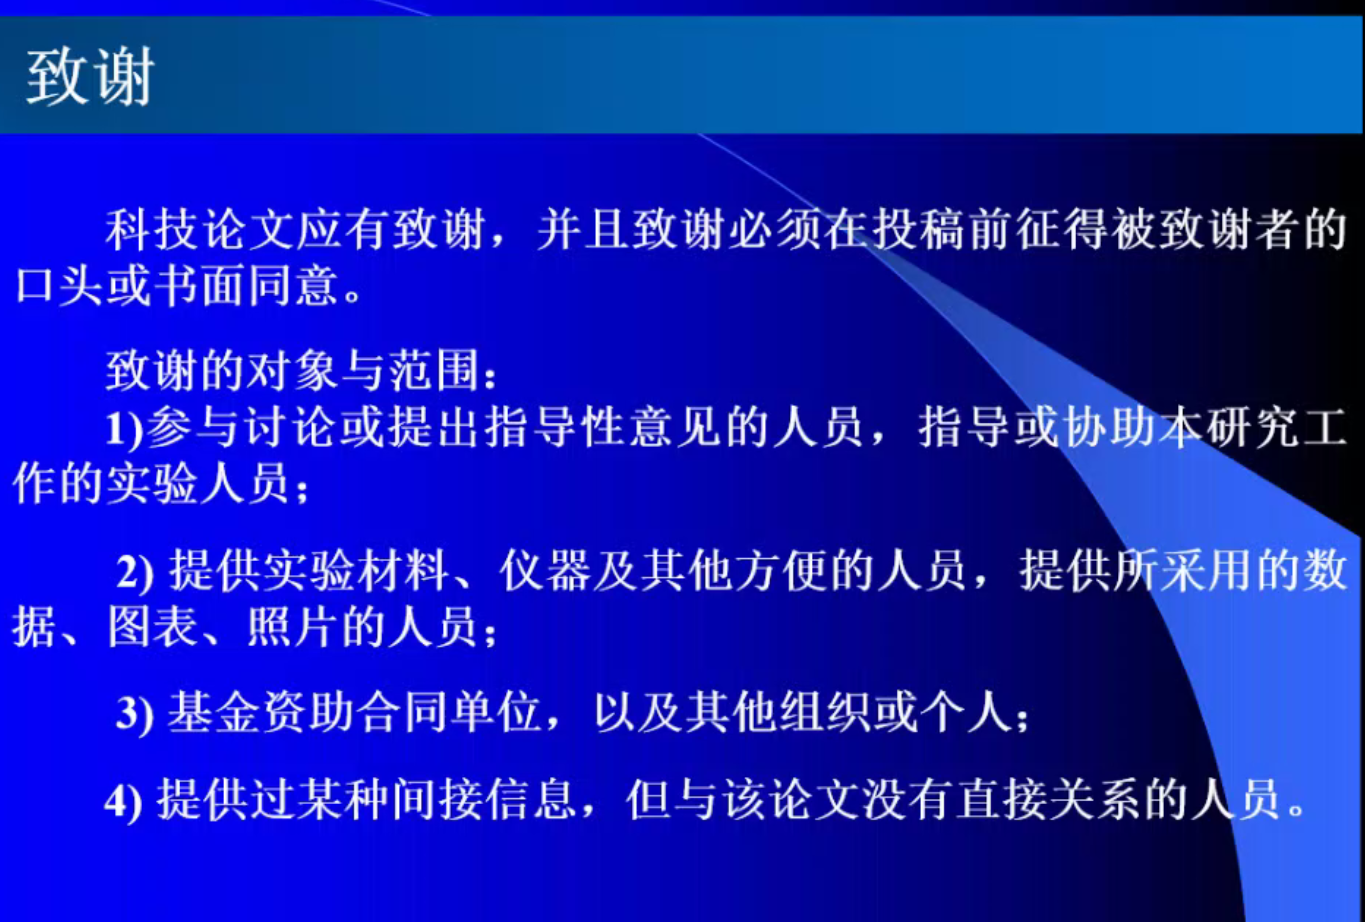 致谢
科技论文应有致谢，并且致谢必须在投稿前征得被致谢者的
口头或书面同意。
致谢的对象与范围：
1)参与讨论或提出指导性意见的人员，指导或协助本研究工
作的实验人员；
2) 提供实验材料、仪器及其他方便的人员，提供所采用的数
据、图表、照片的人员；
3) 基金资助合同单位，以及其他组织或个人；
4) 提供过某种间接信息，但与该论文没有直接关系的人员。